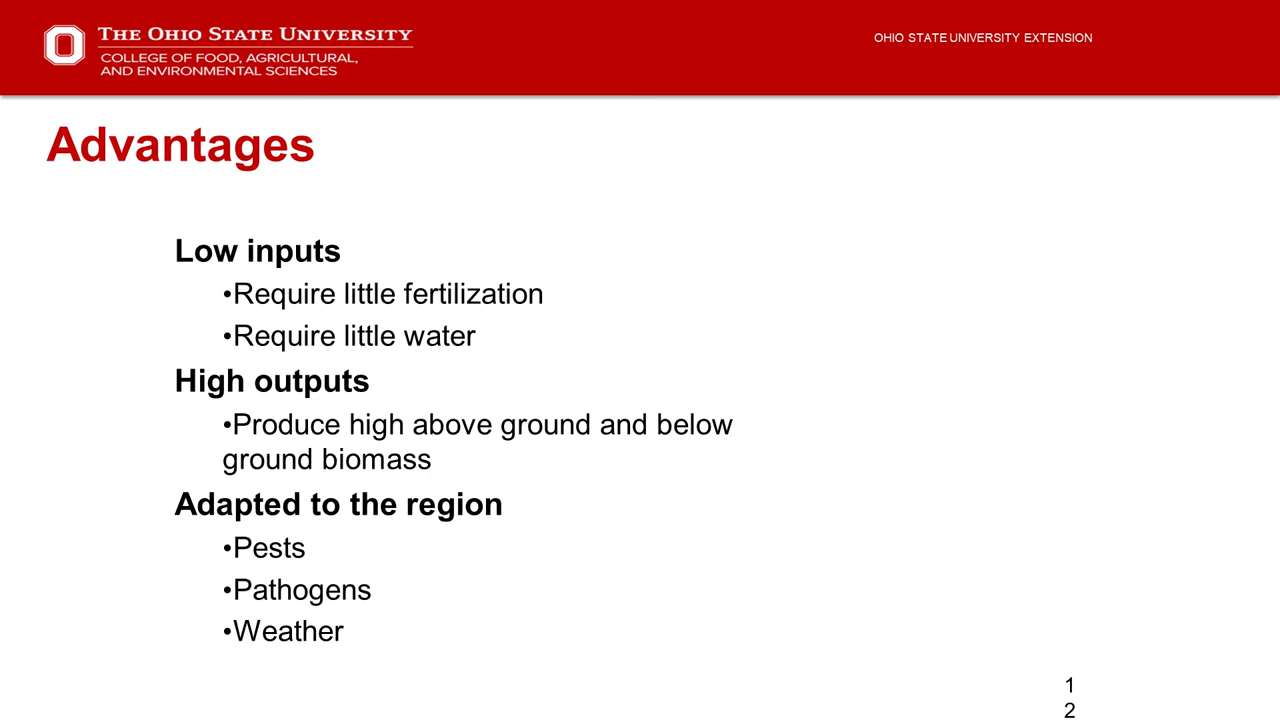 THE OHIO STATE UNIVERSITY
COLLEGE OF FOOD, AGRICULTURAL,
AND ENVIRONMENTAL SCIENCES
OHIO STATE UNIVERSITY EXTENSION
Advantages
Low inputs
•Require little fertilization
•Require little water
High outputs
•Produce high above ground and below
ground biomass
Adapted to the region
•Pests
•Pathogens
•Weather
1
2